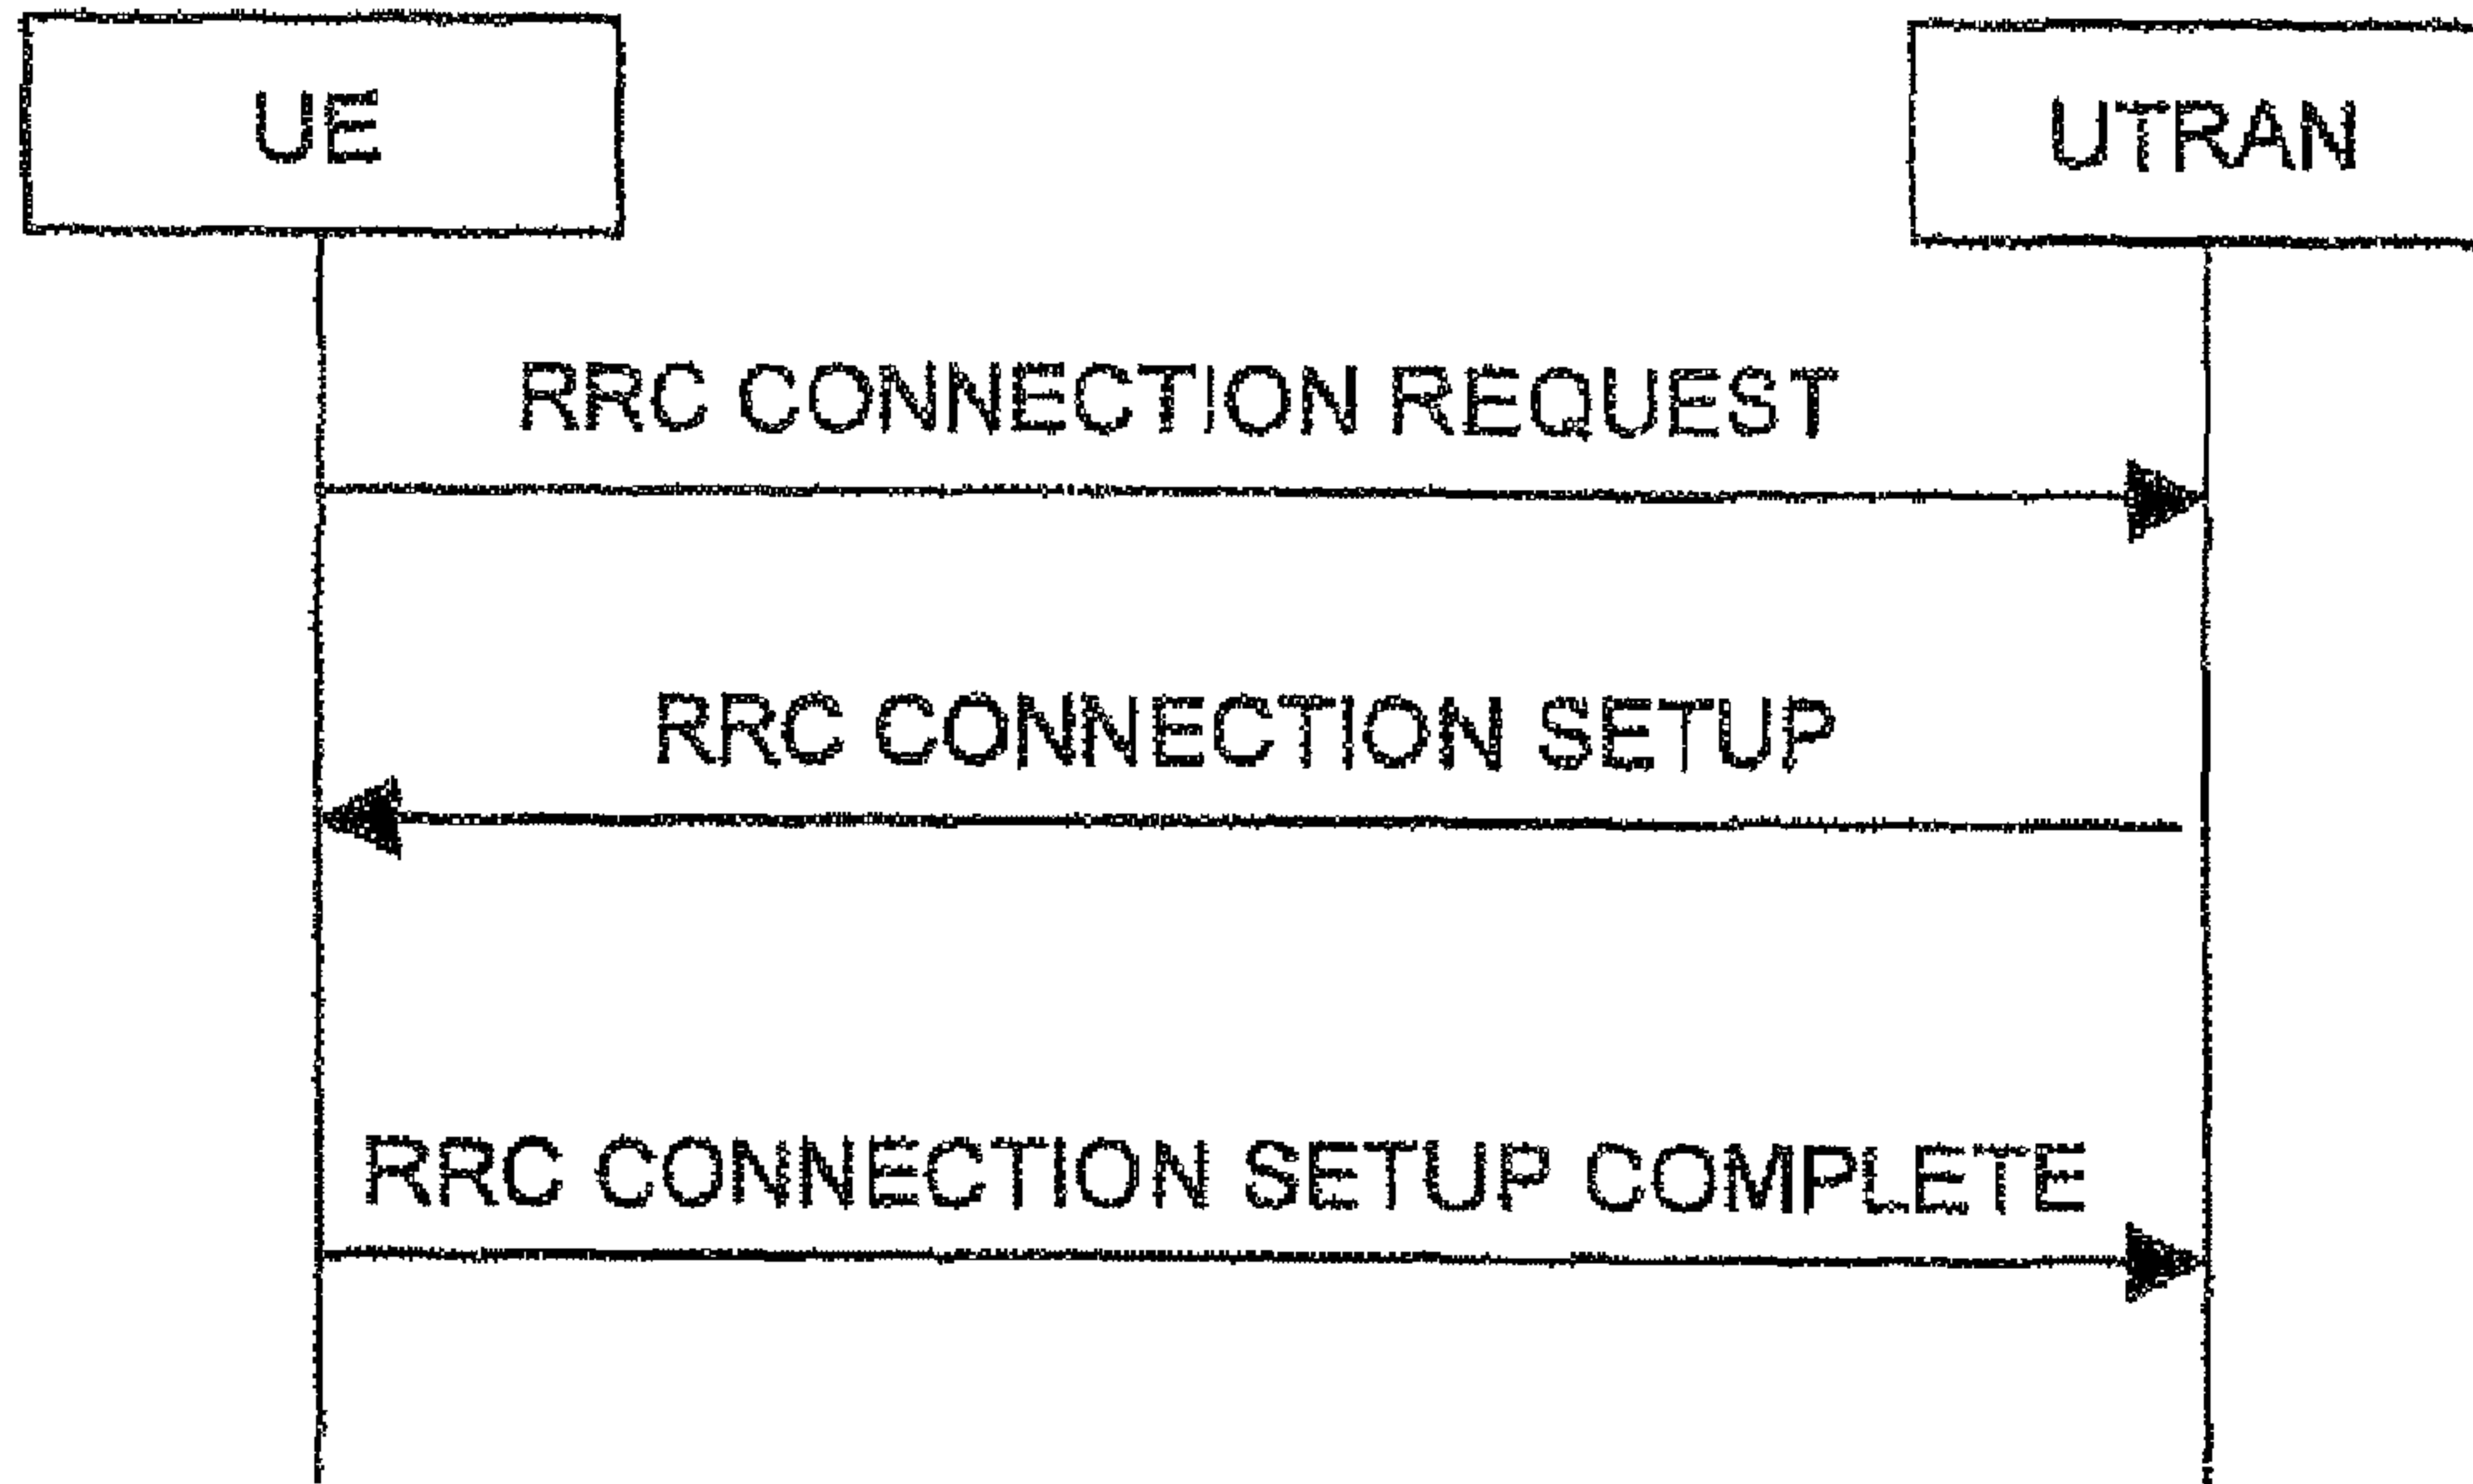 UE
UTRAN
RRC CONNECTION REQUEST
RRC CONNECTION SETUP
RRC CONNECTION SETUP COMPLETE